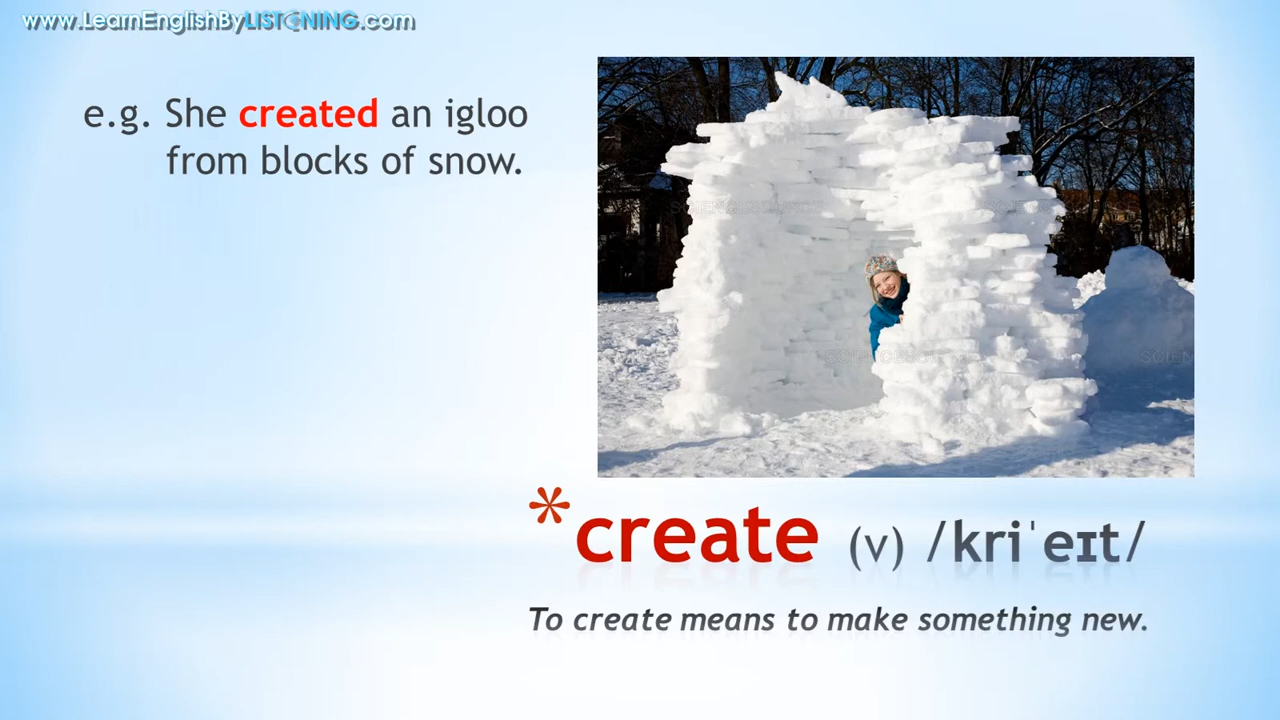 www.LearnEnglishByLISTENING.com
e.g. She created an igloo
from blocks of snow.
*create (v) /kriˈeɪt/
To create means to make something new.